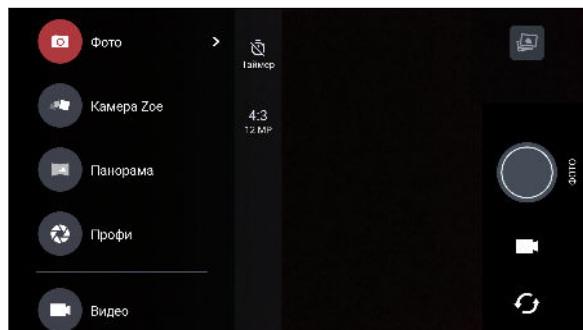 Фото
Таймер
Камера Zoe
4:3
12 MP
Панорама
Профи
Видео
ФОТО